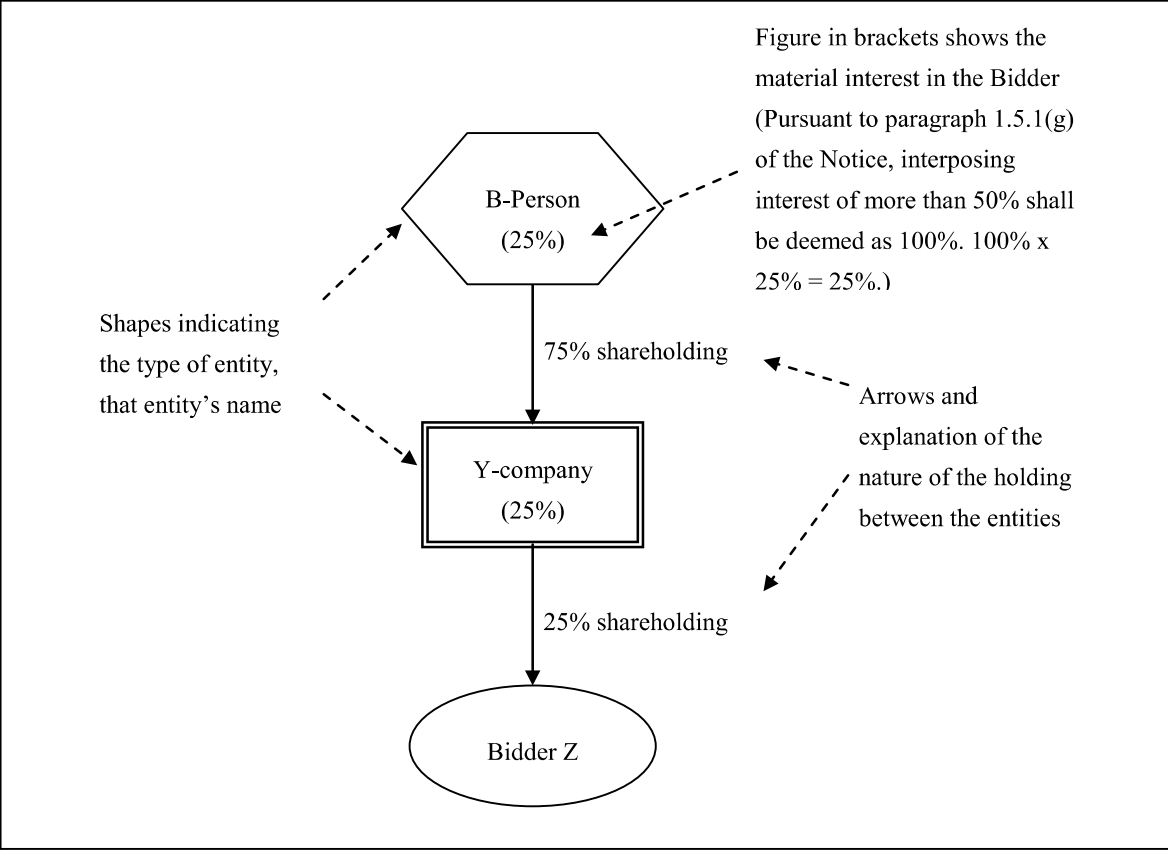 Figure in brackets shows the
material interest in the Bidder
(Pursuant to paragraph 1.5.1(g)
of the Notice, interposing
interest of more than 50% shall
be deemed as 100%. 100% x
25% = 25%.)
B-Person
(25%)
Shapes indicating
the type of entity,
that entity’s name
75% shareholding
Arrows and
explanation of the
nature of the holding
between the entities
Y-company
(25%)
25% shareholding
Bidder Z